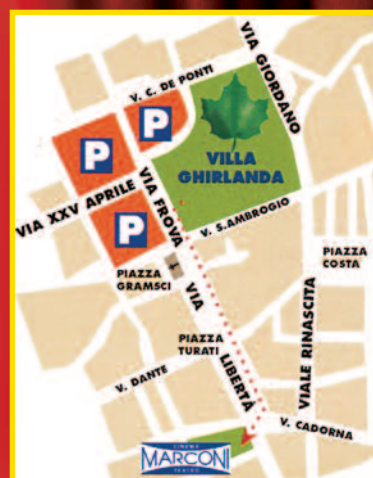 VIA GIORDANO
V. C. DE PONTI
P
P
VILLA
GHIRLANDA
VIA XXV APRILE
VIA FROVA
P
V. S. AMBROGIO
PIAZZA
COSTA
PIAZZA
GRAMSCI
VIA
LIBERTÀ
VIALE RINASCITA
PIAZZA
TURATI
V. DANTE
V. CADORNA
CINEMA
MARCONI
TEATRO